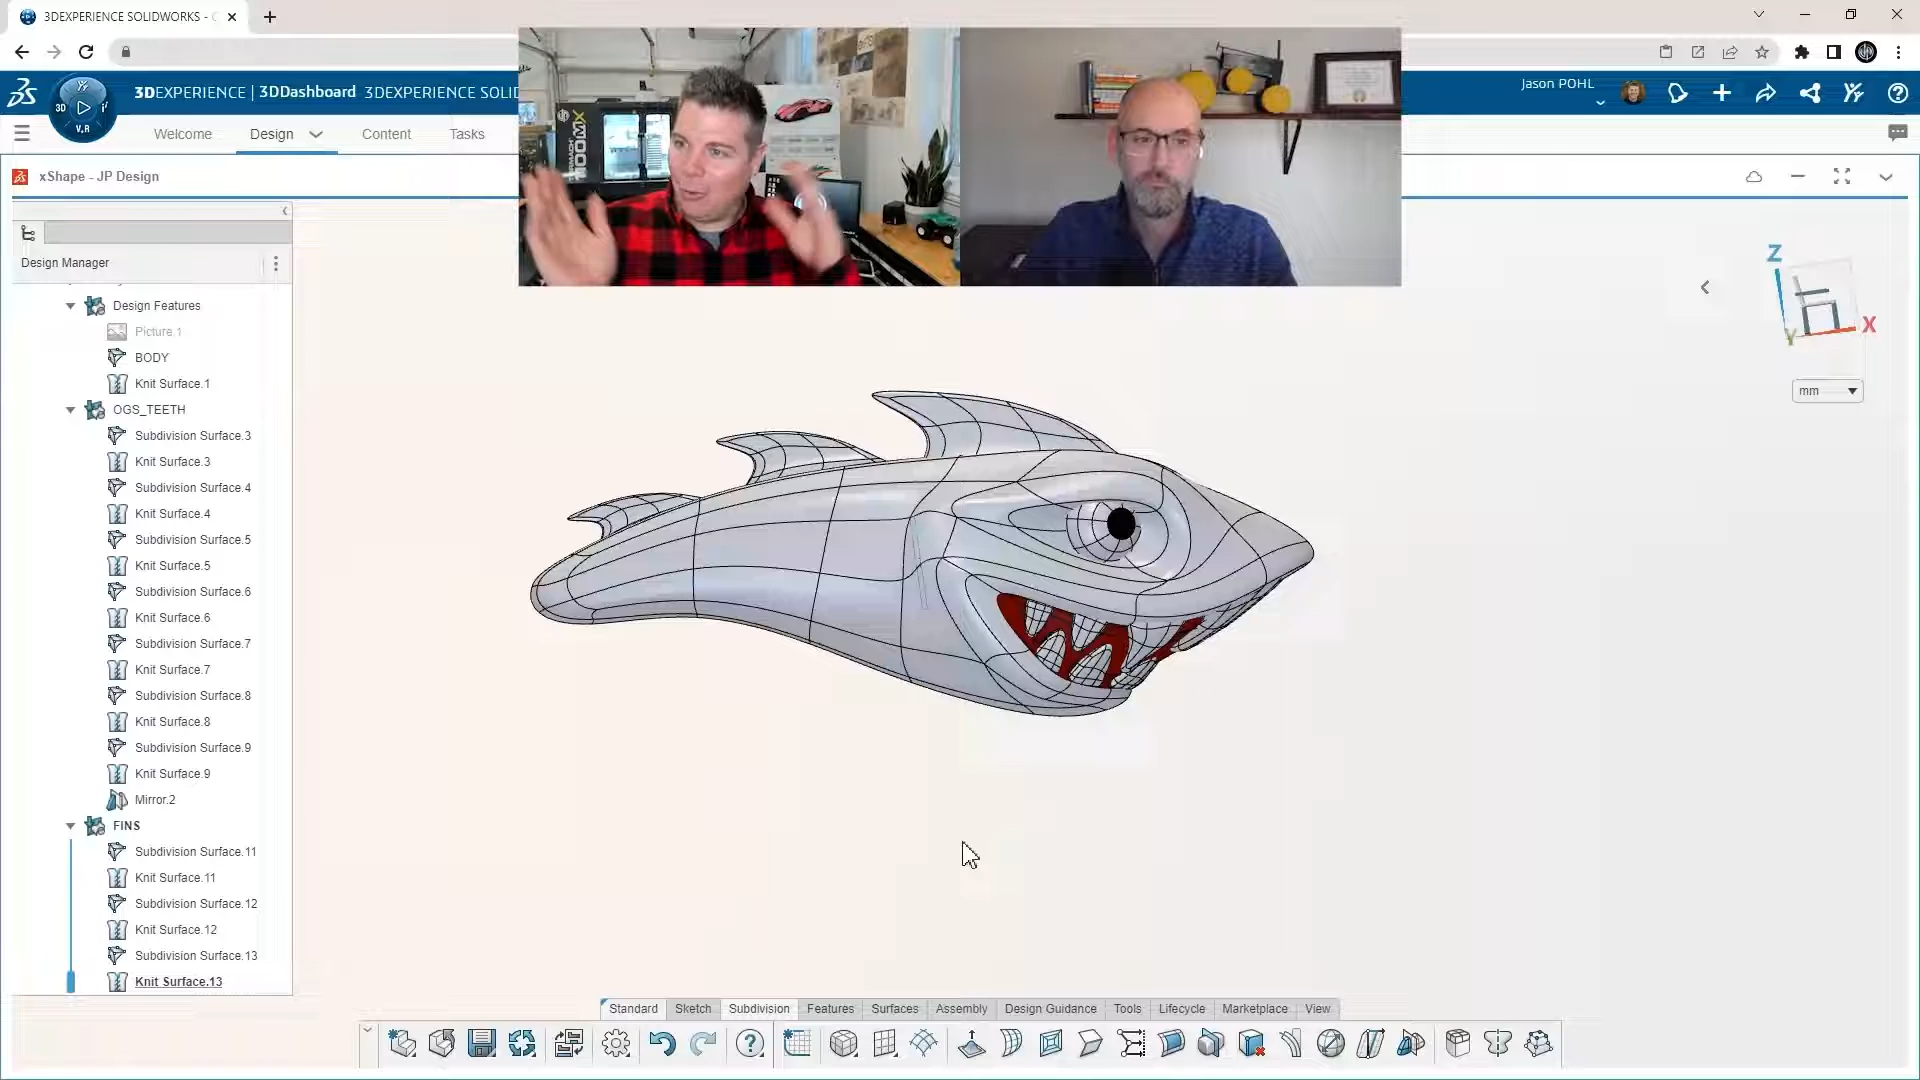 3DEXPERIENCE SOLIDWORKS - C
3DEXPERIENCE | 3DDashboard 3DEXPERIENCE SOLID
Jason POHL
3D
V.R
Welcome
Design
Content
Tasks
xShape - JP Design
1100MX
Design Manager
Design Features
Picture.1
BODY
Knit Surface.1
OGS_TEETH
Subdivision Surface.3
Knit Surface.3
Subdivision Surface.4
Knit Surface.4
Subdivision Surface.5
Knit Surface.5
Subdivision Surface.6
Knit Surface.6
Subdivision Surface.7
Knit Surface.7
Subdivision Surface.8
Knit Surface.8
Subdivision Surface.9
Knit Surface.9
Mirror.2
FINS
Subdivision Surface.11
Knit Surface.11
Subdivision Surface.12
Knit Surface.12
Subdivision Surface.13
Knit Surface.13
Z
X
Y
mm
Standard
Sketch
Subdivision
Features
Surfaces
Assembly
Design Guidance
Tools
Lifecycle
Marketplace
View